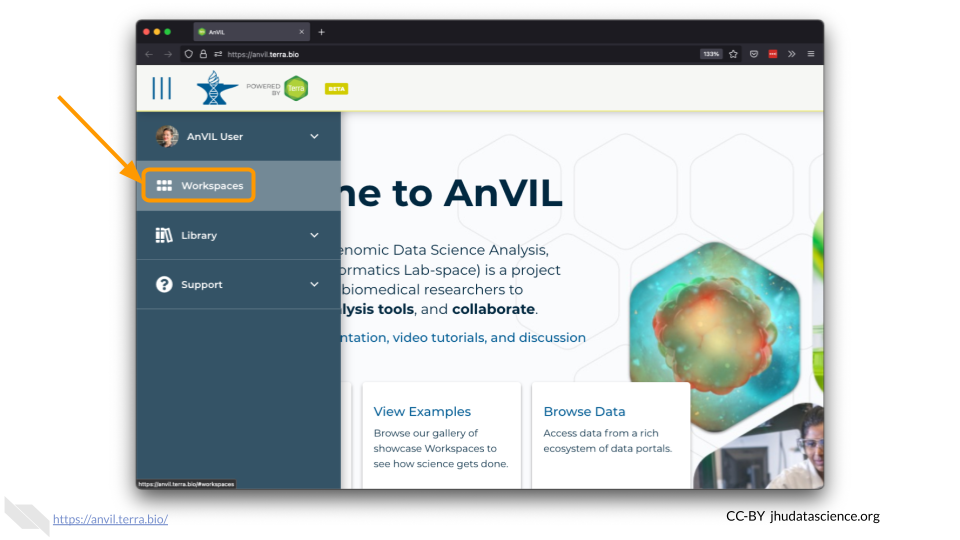 AnVIL
https://anvil.terra.bio
133%
POWERED
BY
Terra
BETA
AnVIL User
Workspaces
Library
Support
ne to AnVIL
enomic Data Science Analysis,
ormatics Lab-space) is a project
biomedical researchers to
lysis tools, and collaborate.
ntation, video tutorials, and discussion
View Examples
Browse our gallery of
showcase Workspaces to
see how science gets done.
Browse Data
Access data from a rich
ecosystem of data portals.
https://anvil.terra.bio/#workspaces
https://anvil.terra.bio/
CC-BY jhudatascience.org